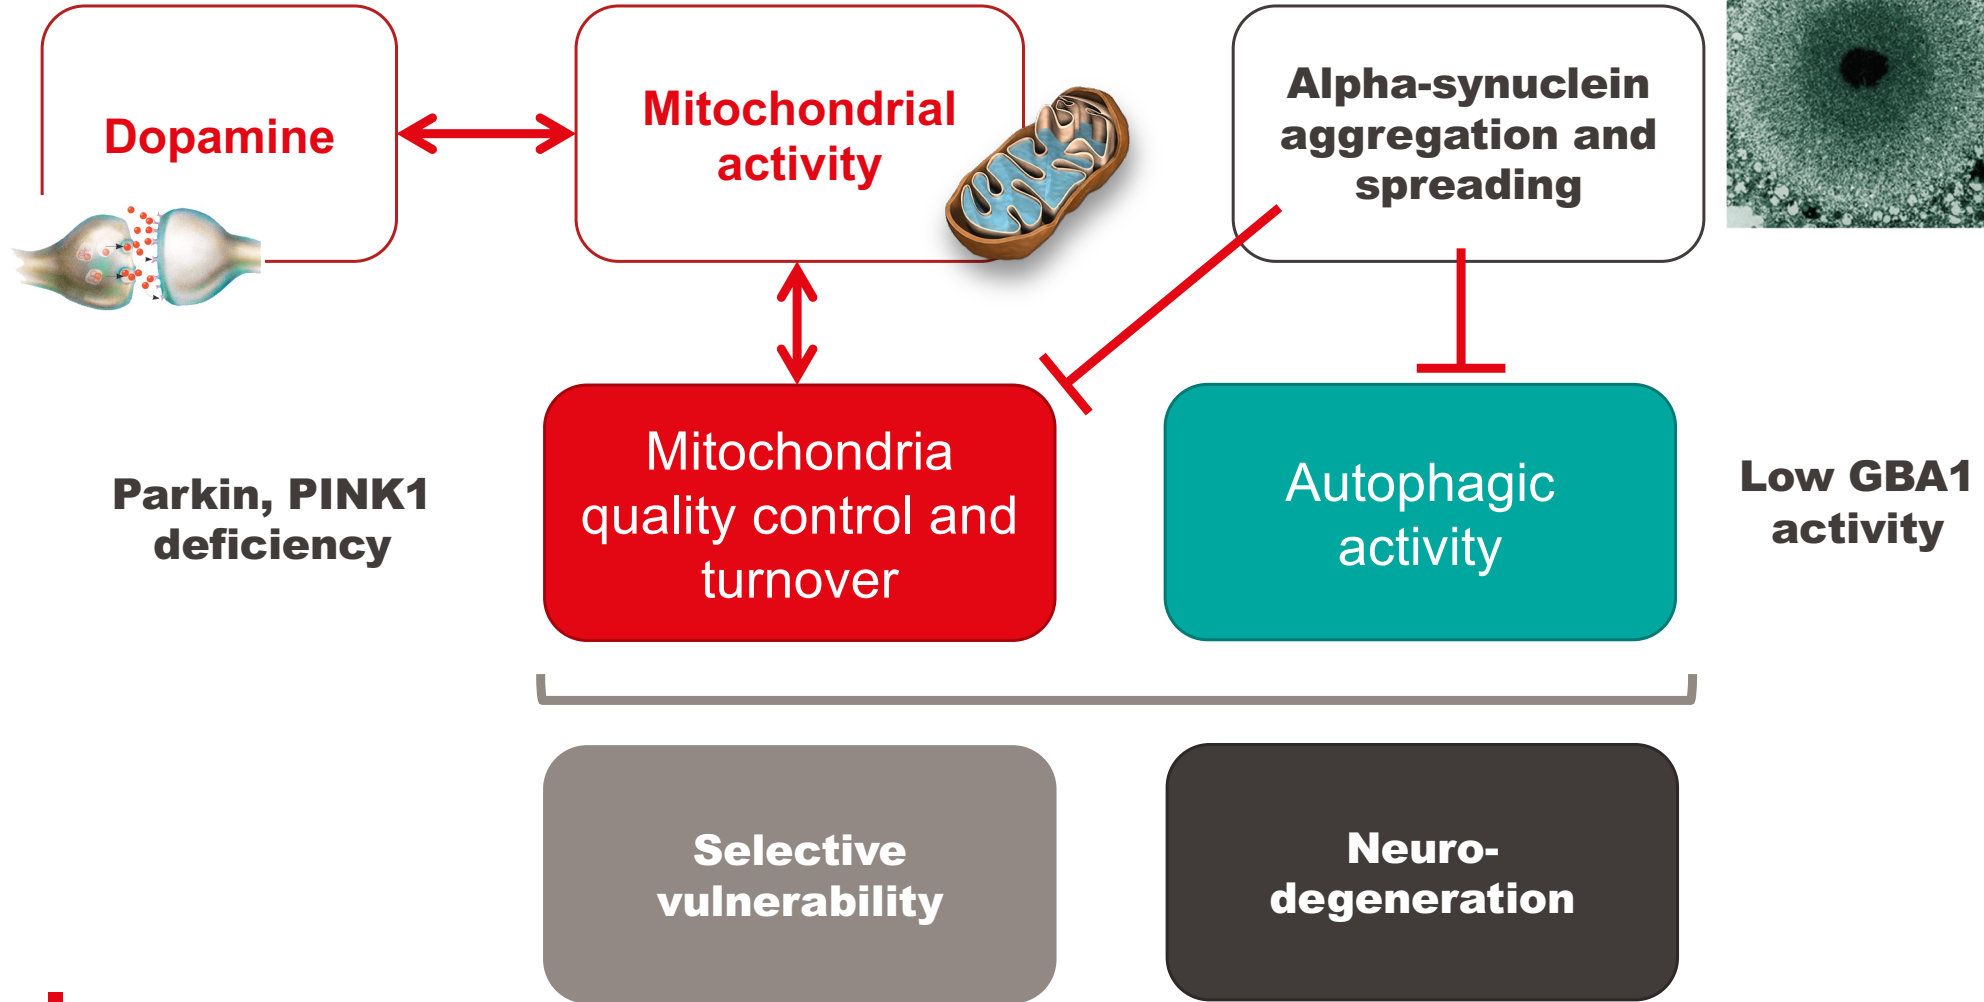 Dopamine
Mitochondrial
activity
Alpha-synuclein
aggregation and
spreading
Parkin, PINK1
deficiency
Mitochondria
quality control and
turnover
Autophagic
activity
Low GBA1
activity
Selective
vulnerability
Neuro-
degeneration